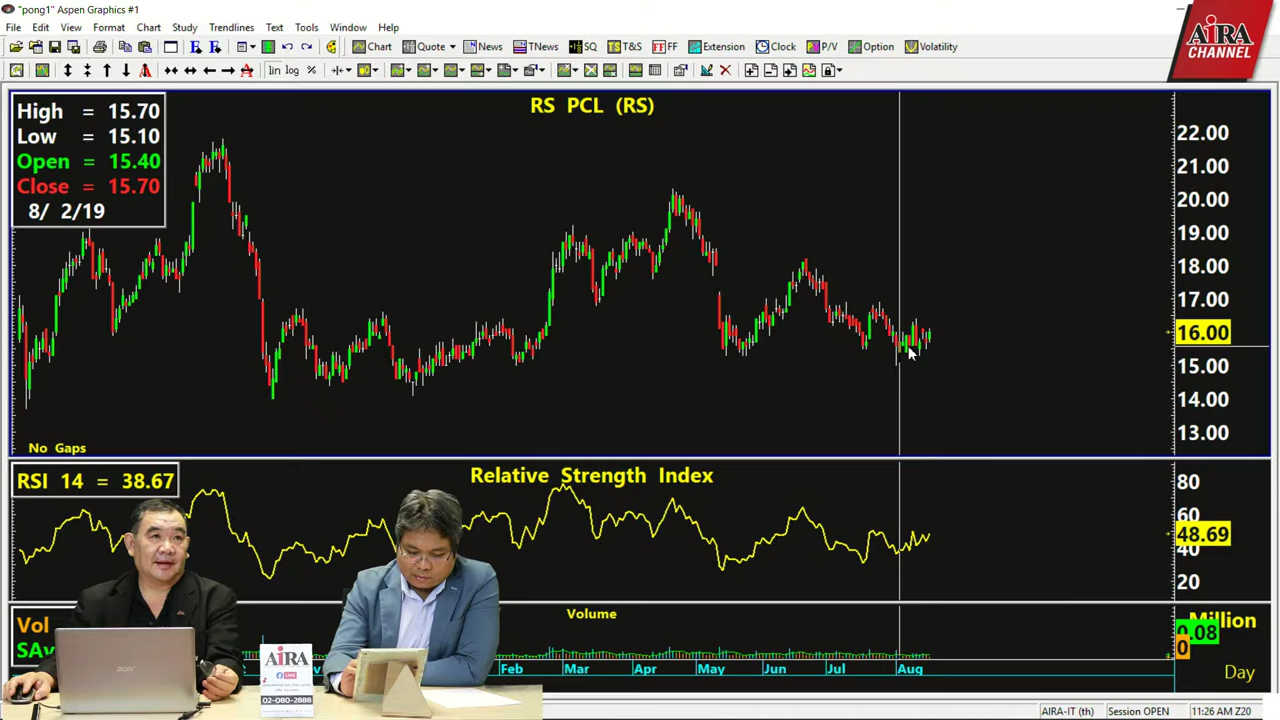 "pong1" Aspen Graphics #1
File Edit View Format Chart Study Trendlines Text Tools Window Help
Chart Quote News TNews SQ TS T&S FF FF Extension Clock P/V Option Volatility
lin log %
AiRA
CHANNEL
RS PCL (RS)
High = 15.70
Low = 15.10
Open = 15.40
Close = 15.70
8/ 2/19
22.00
21.00
20.00
19.00
18.00
17.00
16.00
15.00
14.00
13.00
No Gaps
RSI 14 = 38.67
Relative Strength Index
80
60
48.69
40
20
Vol
SAv
Volume
Million
0.08
0
Feb Mar Apr May Jun Jul Aug
Day
acer
AiRA
LIVE
02-080-2888
AIRA-IT (th) Session OPEN 11:26 AM Z20